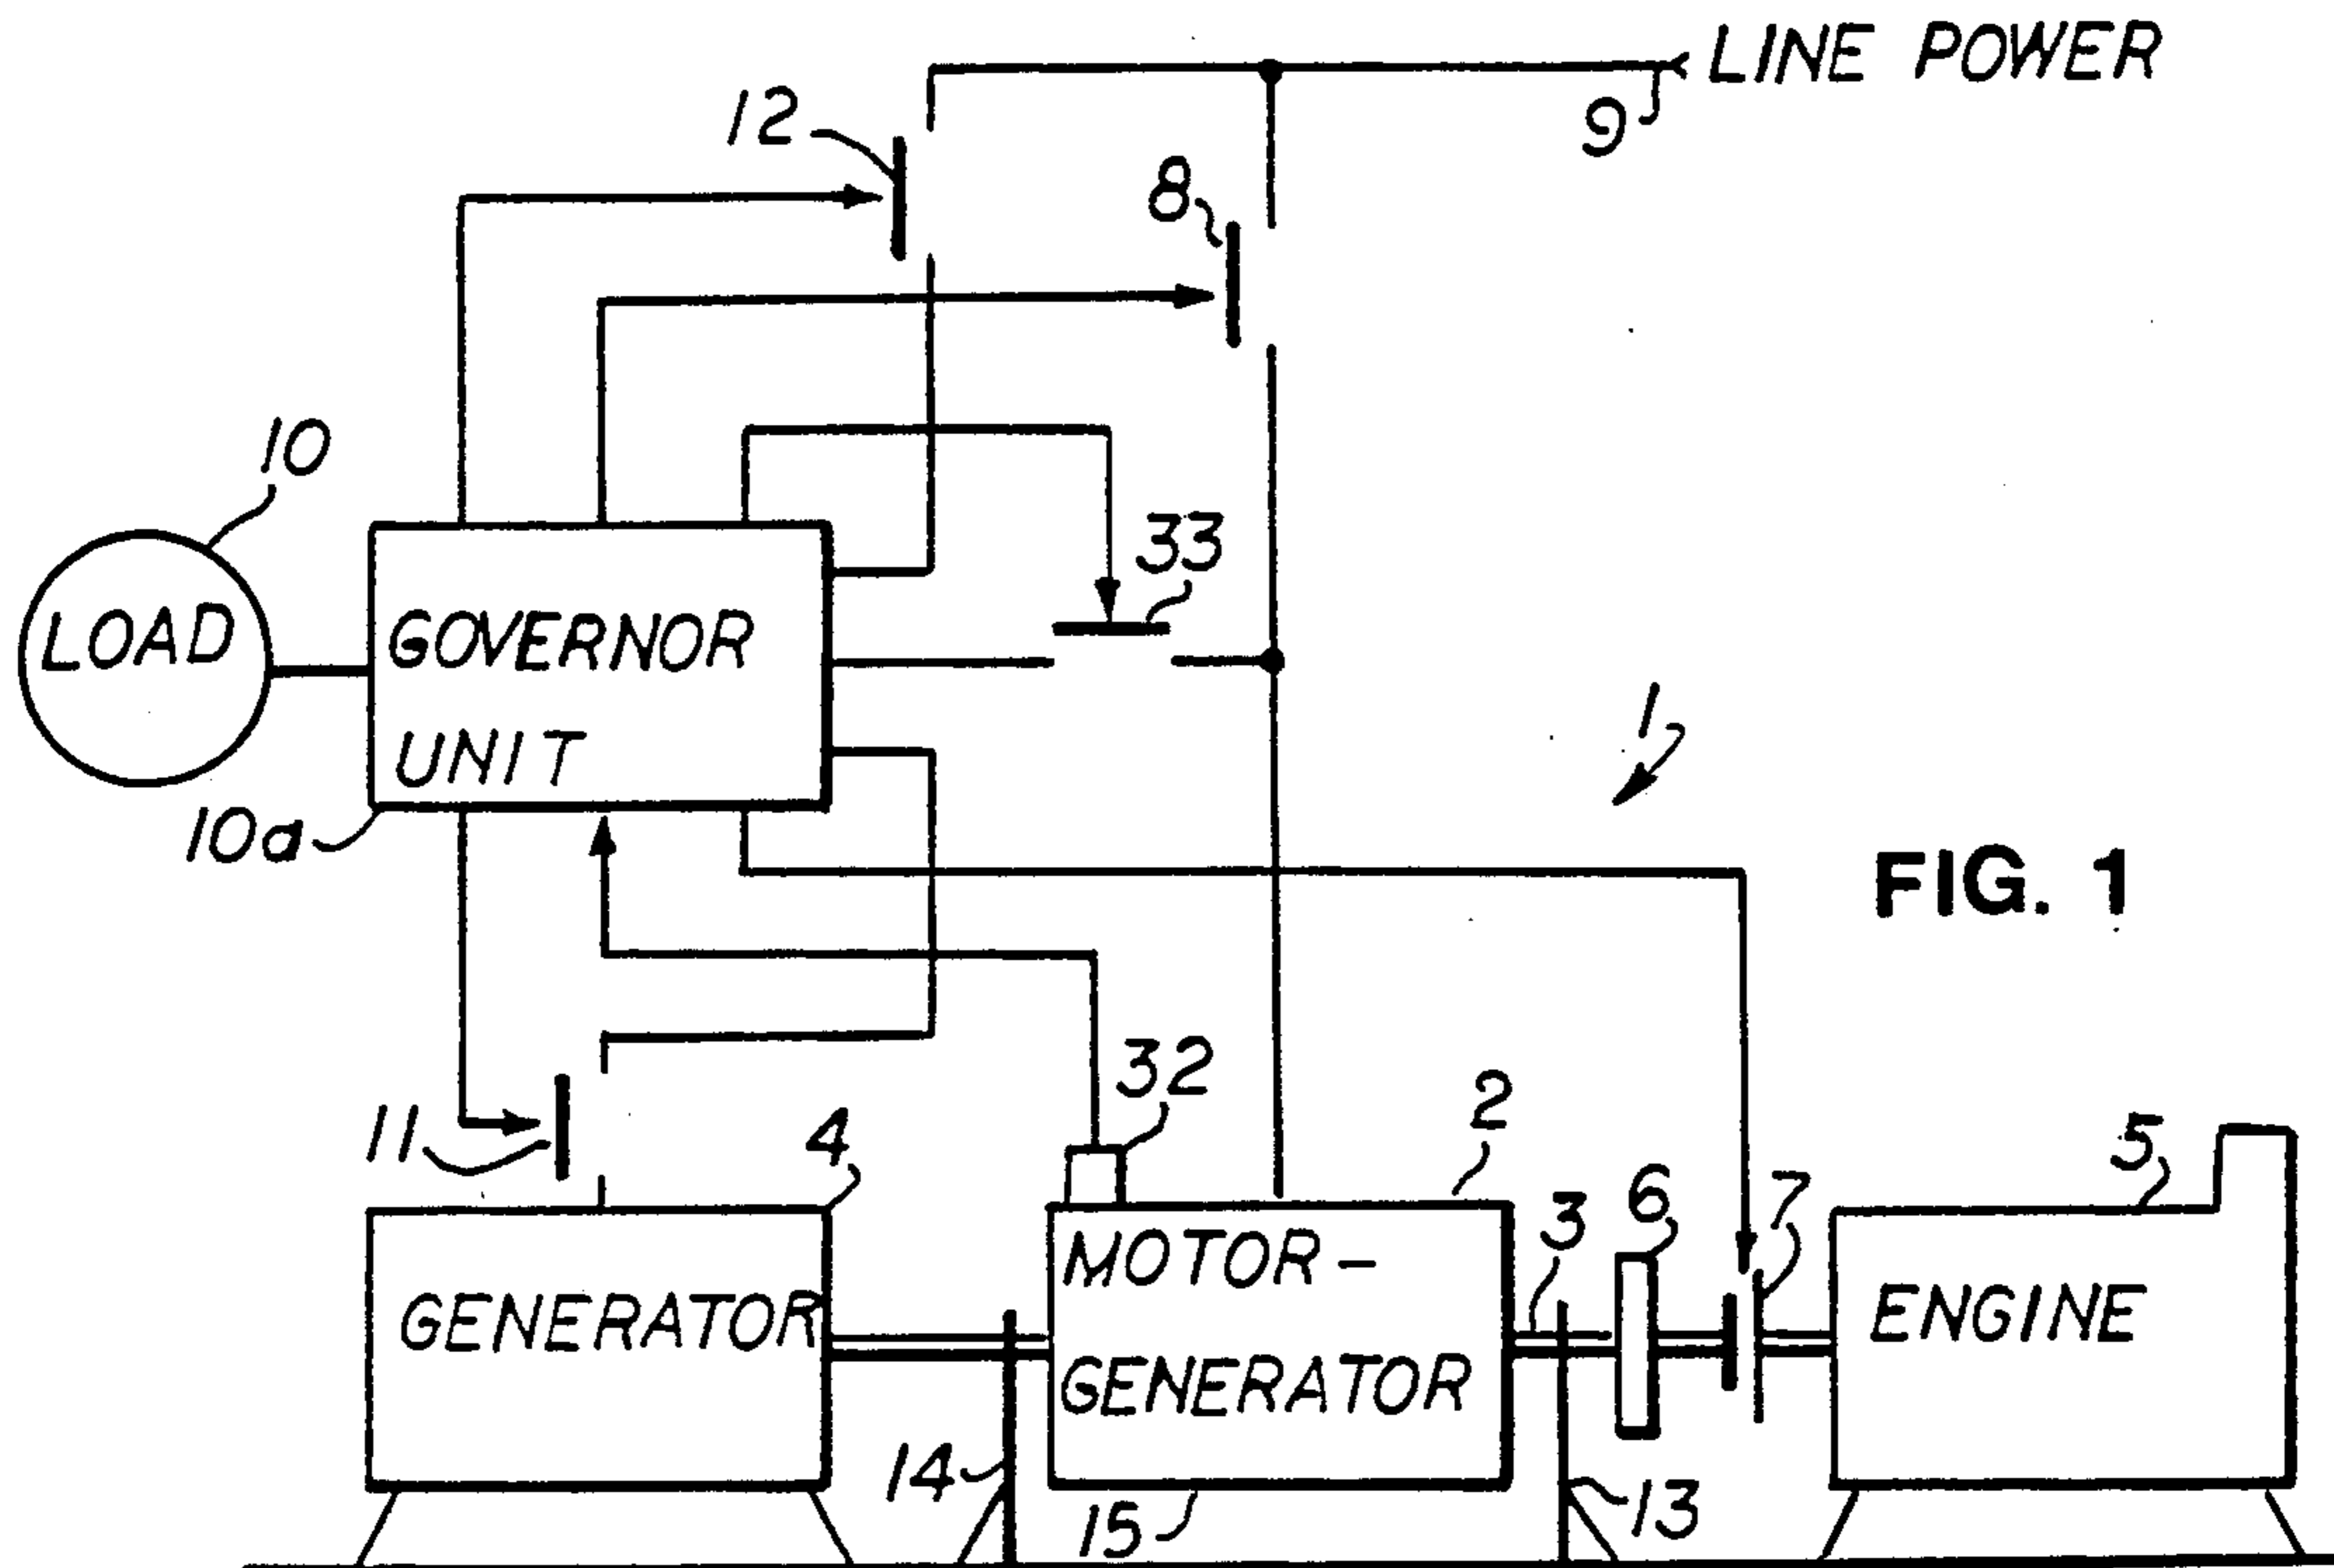 LINE POWER
9
12
8
10
33
LOAD
GOVERNOR
UNIT
10a
1
FIG. 1
32
2
11
4
5
3
6
7
MOTOR-
GENERATOR
GENERATOR
ENGINE
14
15
13